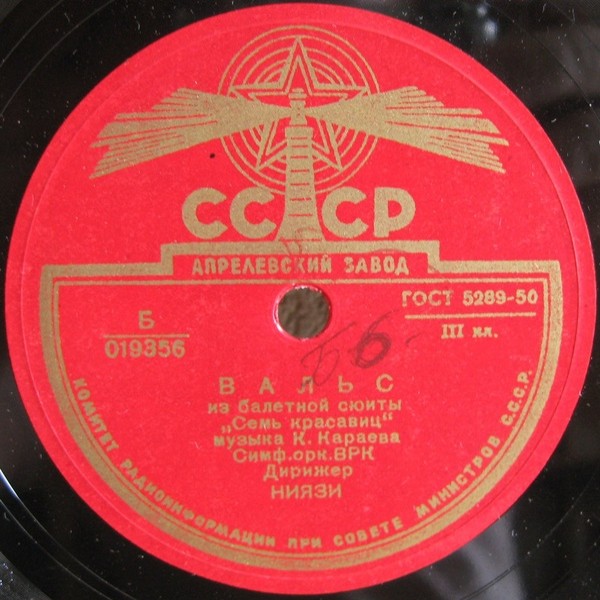 СССР
АПРЕЛЕВСКИЙ ЗАВОД
ГОСТ 5289-50
III кл.
Б
019356
ВАЛЬС
из балетной сюиты
„Семь красавиц“
музыка К. Караева
Симф.орк.ВРК
Дирижер
НИЯЗИ
КОМИТЕТ РАДИОИНФОРМАЦИИ ПРИ СОВЕТЕ МИНИСТРОВ С.С.С.Р.